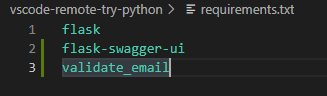 vscode-remote-try-python > requirements.txt
1 flask
2 flask-swagger-ui
3 validate_email